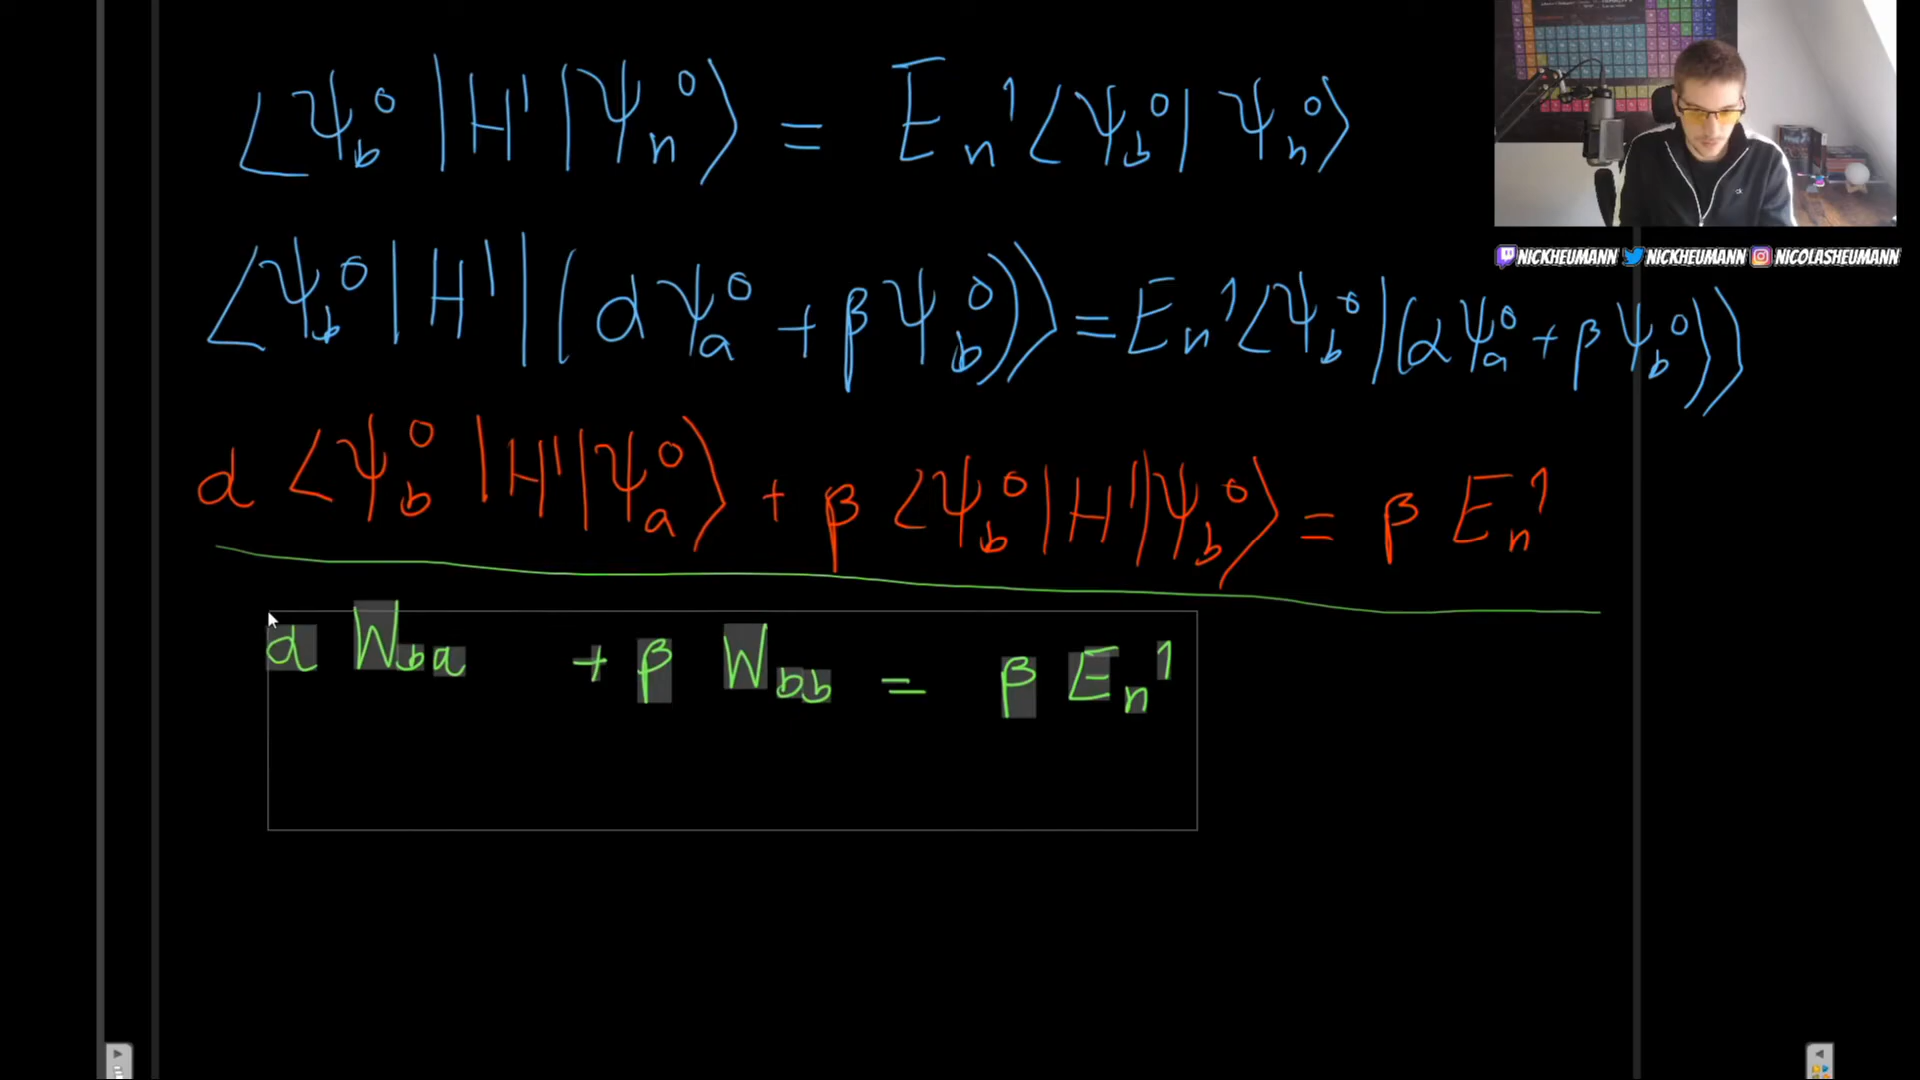 ⟨Ψ_b^0|H'|Ψ_n^0⟩ = E_n^1⟨Ψ_b^0|Ψ_n^0⟩
NICKHEUMANN NICKHEUMANN NICOLASHEUMANN
⟨Ψ_b^0|H'|(αΨ_a^0 + βΨ_b^0)⟩ = E_n^1⟨Ψ_b^0|(αΨ_a^0 + βΨ_b^0)⟩
α⟨Ψ_b^0|H'|Ψ_a^0⟩ + β⟨Ψ_b^0|H'|Ψ_b^0⟩ = β E_n^1
α W_ba + β W_bb = β E_n^1